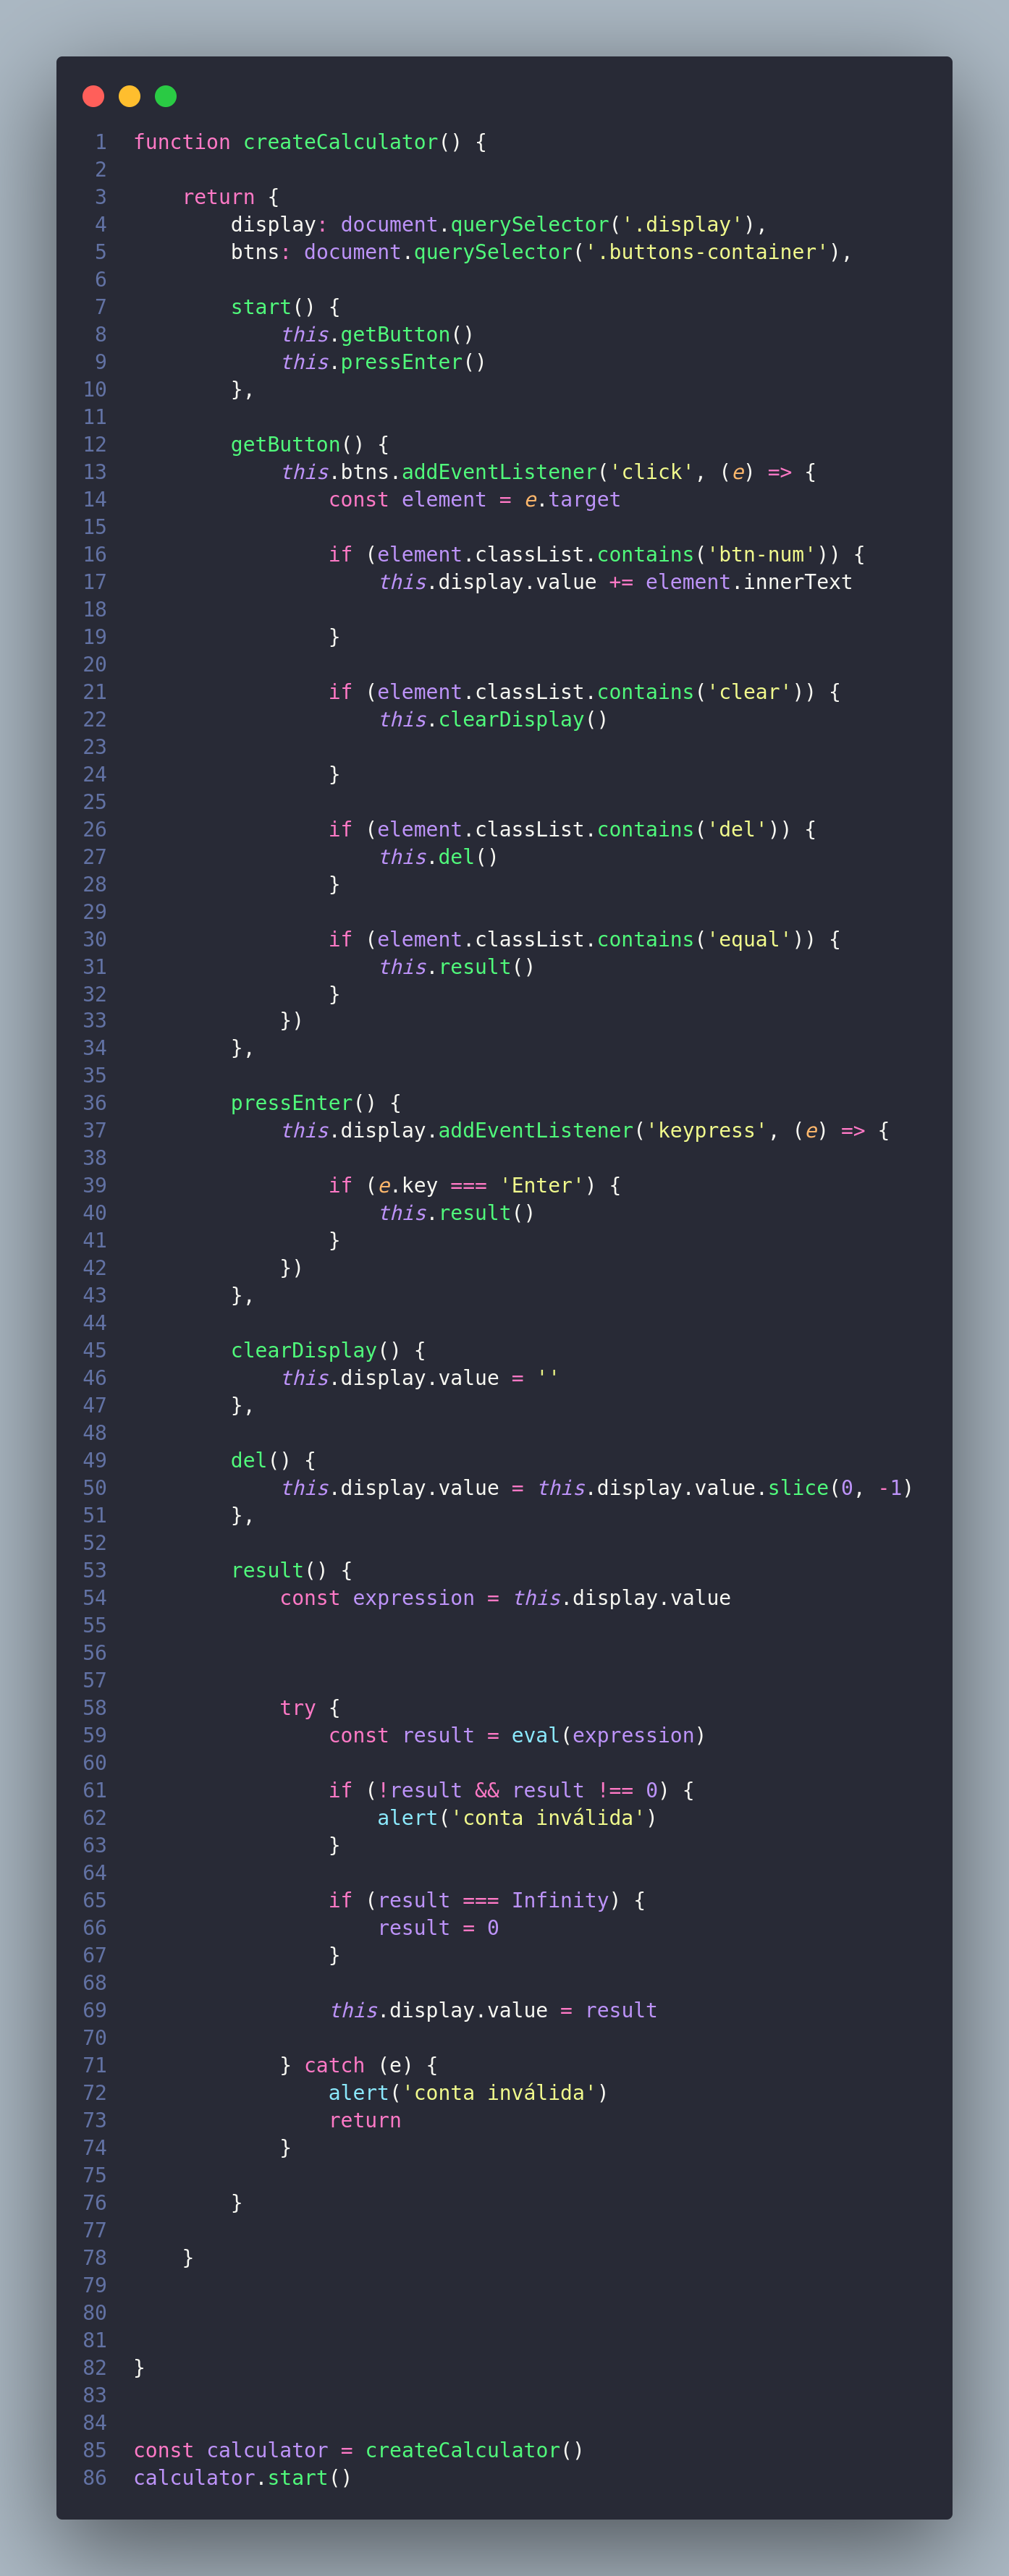 1 function createCalculator() {
2
3     return {
4         display: document.querySelector('.display'),
5         btns: document.querySelector('.buttons-container'),
6
7         start() {
8             this.getButton()
9             this.pressEnter()
10         },
11
12         getButton() {
13             this.btns.addEventListener('click', (e) => {
14                 const element = e.target
15
16                 if (element.classList.contains('btn-num')) {
17                     this.display.value += element.innerText
18
19                 }
20
21                 if (element.classList.contains('clear')) {
22                     this.clearDisplay()
23
24                 }
25
26                 if (element.classList.contains('del')) {
27                     this.del()
28                 }
29
30                 if (element.classList.contains('equal')) {
31                     this.result()
32                 }
33             })
34         },
35
36         pressEnter() {
37             this.display.addEventListener('keypress', (e) => {
38
39                 if (e.key === 'Enter') {
40                     this.result()
41                 }
42             })
43         },
44
45         clearDisplay() {
46             this.display.value = ''
47         },
48
49         del() {
50             this.display.value = this.display.value.slice(0, -1)
51         },
52
53         result() {
54             const expression = this.display.value
55
56
57
58             try {
59                 const result = eval(expression)
60
61                 if (!result && result !== 0) {
62                     alert('conta inválida')
63                 }
64
65                 if (result === Infinity) {
66                     result = 0
67                 }
68
69                 this.display.value = result
70
71             } catch (e) {
72                 alert('conta inválida')
73                 return
74             }
75
76         }
77
78     }
79
80
81
82 }
83
84
85 const calculator = createCalculator()
86 calculator.start()